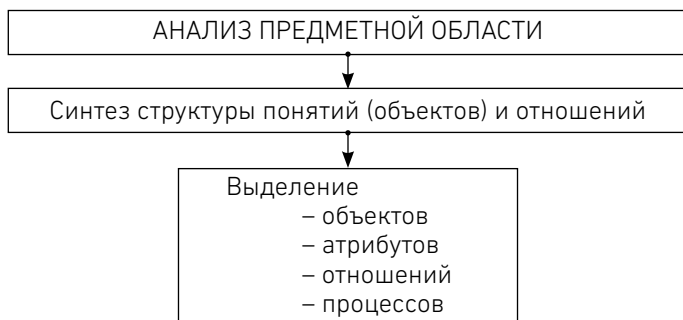 АНАЛИЗ ПРЕДМЕТНОЙ ОБЛАСТИ
Синтез структуры понятий (объектов) и отношений
Выделение
– объектов
– атрибутов
– отношений
– процессов